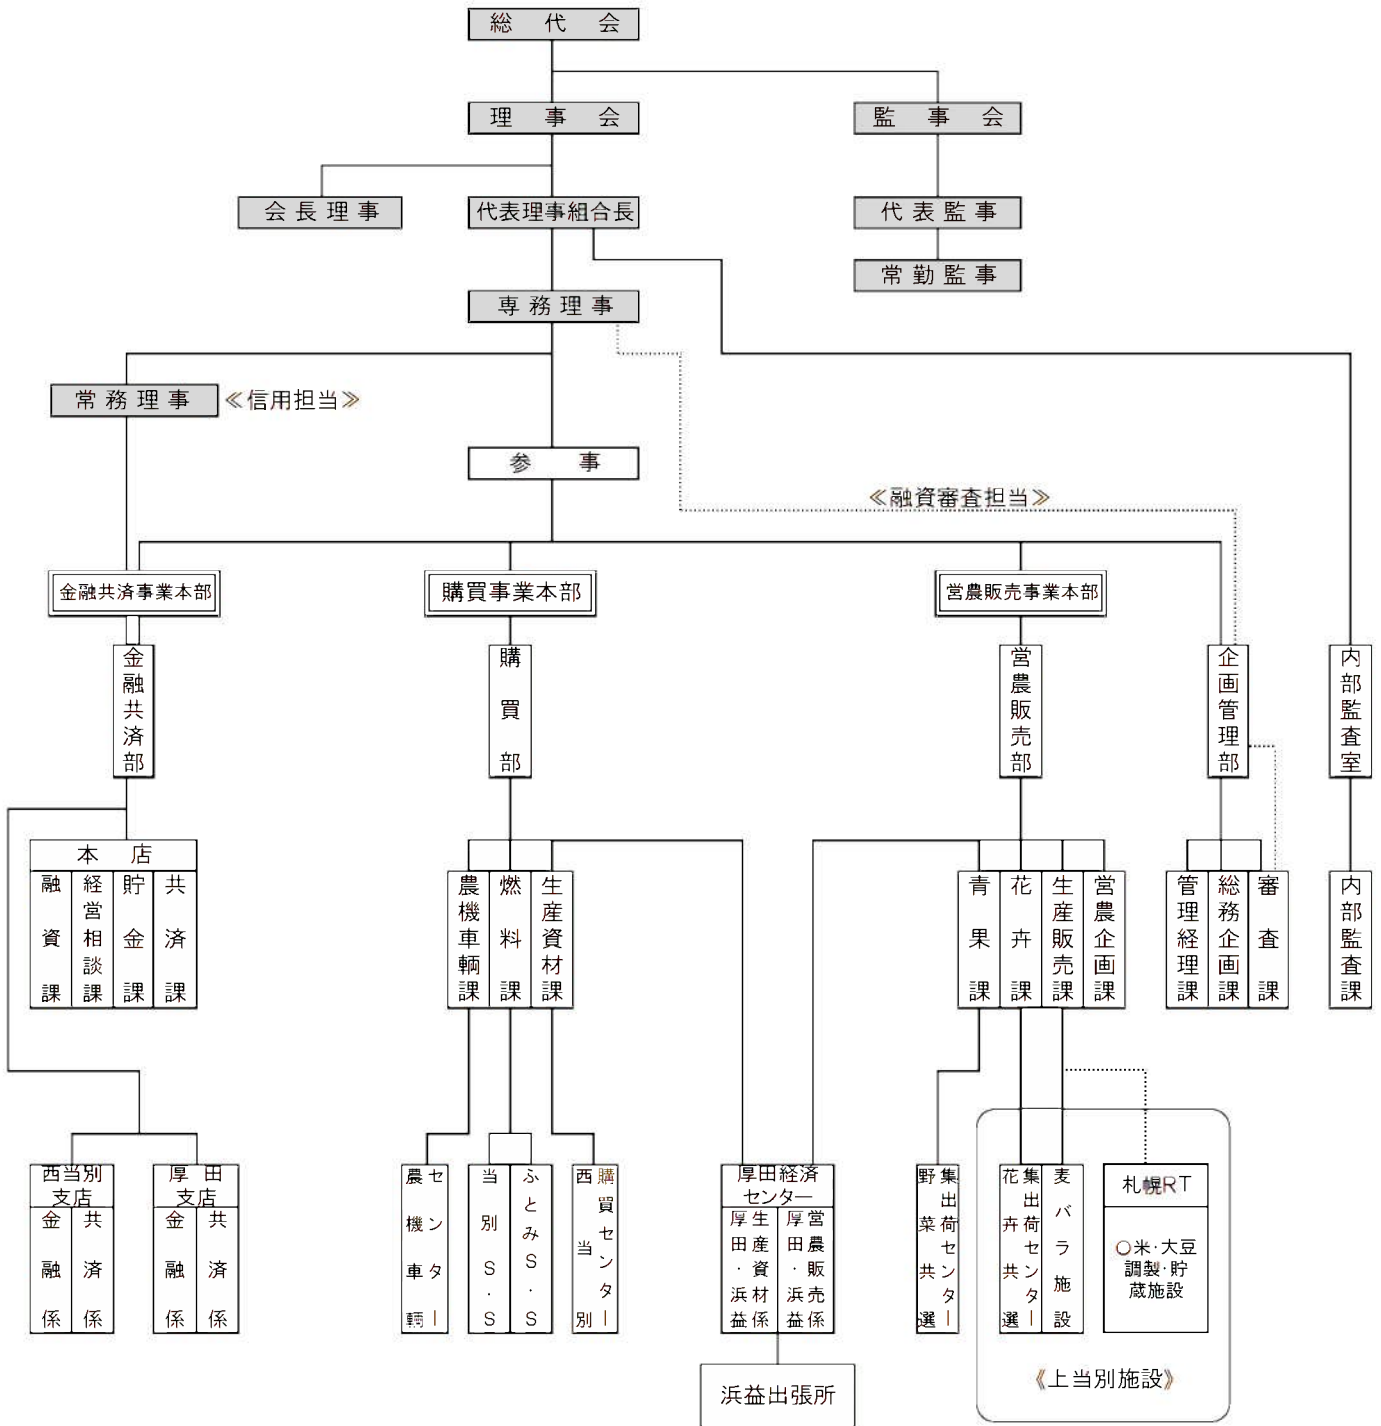 総代会
理事会
監事会
会長理事
代表理事組合長
代表監事
常勤監事
専務理事
常務理事
≪信用担当≫
参事
≪融資審査担当≫
金融共済事業本部
購買事業本部
営農販売事業本部
金融共済部
購買部
営農販売部
企画管理部
内部監査室
本店
融資課
経営相談課
貯金課
共済課
農機車輌課
燃料課
生産資材課
青果課
花卉課
生産販売課
営農企画課
管理経理課
総務企画課
審査課
内部監査課
西当別
支店
金融係
共済係
厚田
支店
金融係
共済係
農機車輌
センター
当別S・S
ふとみS・S
西当別
購買センター
厚田経済
センター
厚田・浜益
生産資材係
厚田・浜益
営農販売係
野菜共選
集出荷センター
花卉共選
集出荷センター
麦バラ施設
札幌RT
○米・大豆
調製・貯
蔵施設
浜益出張所
《上当別施設》